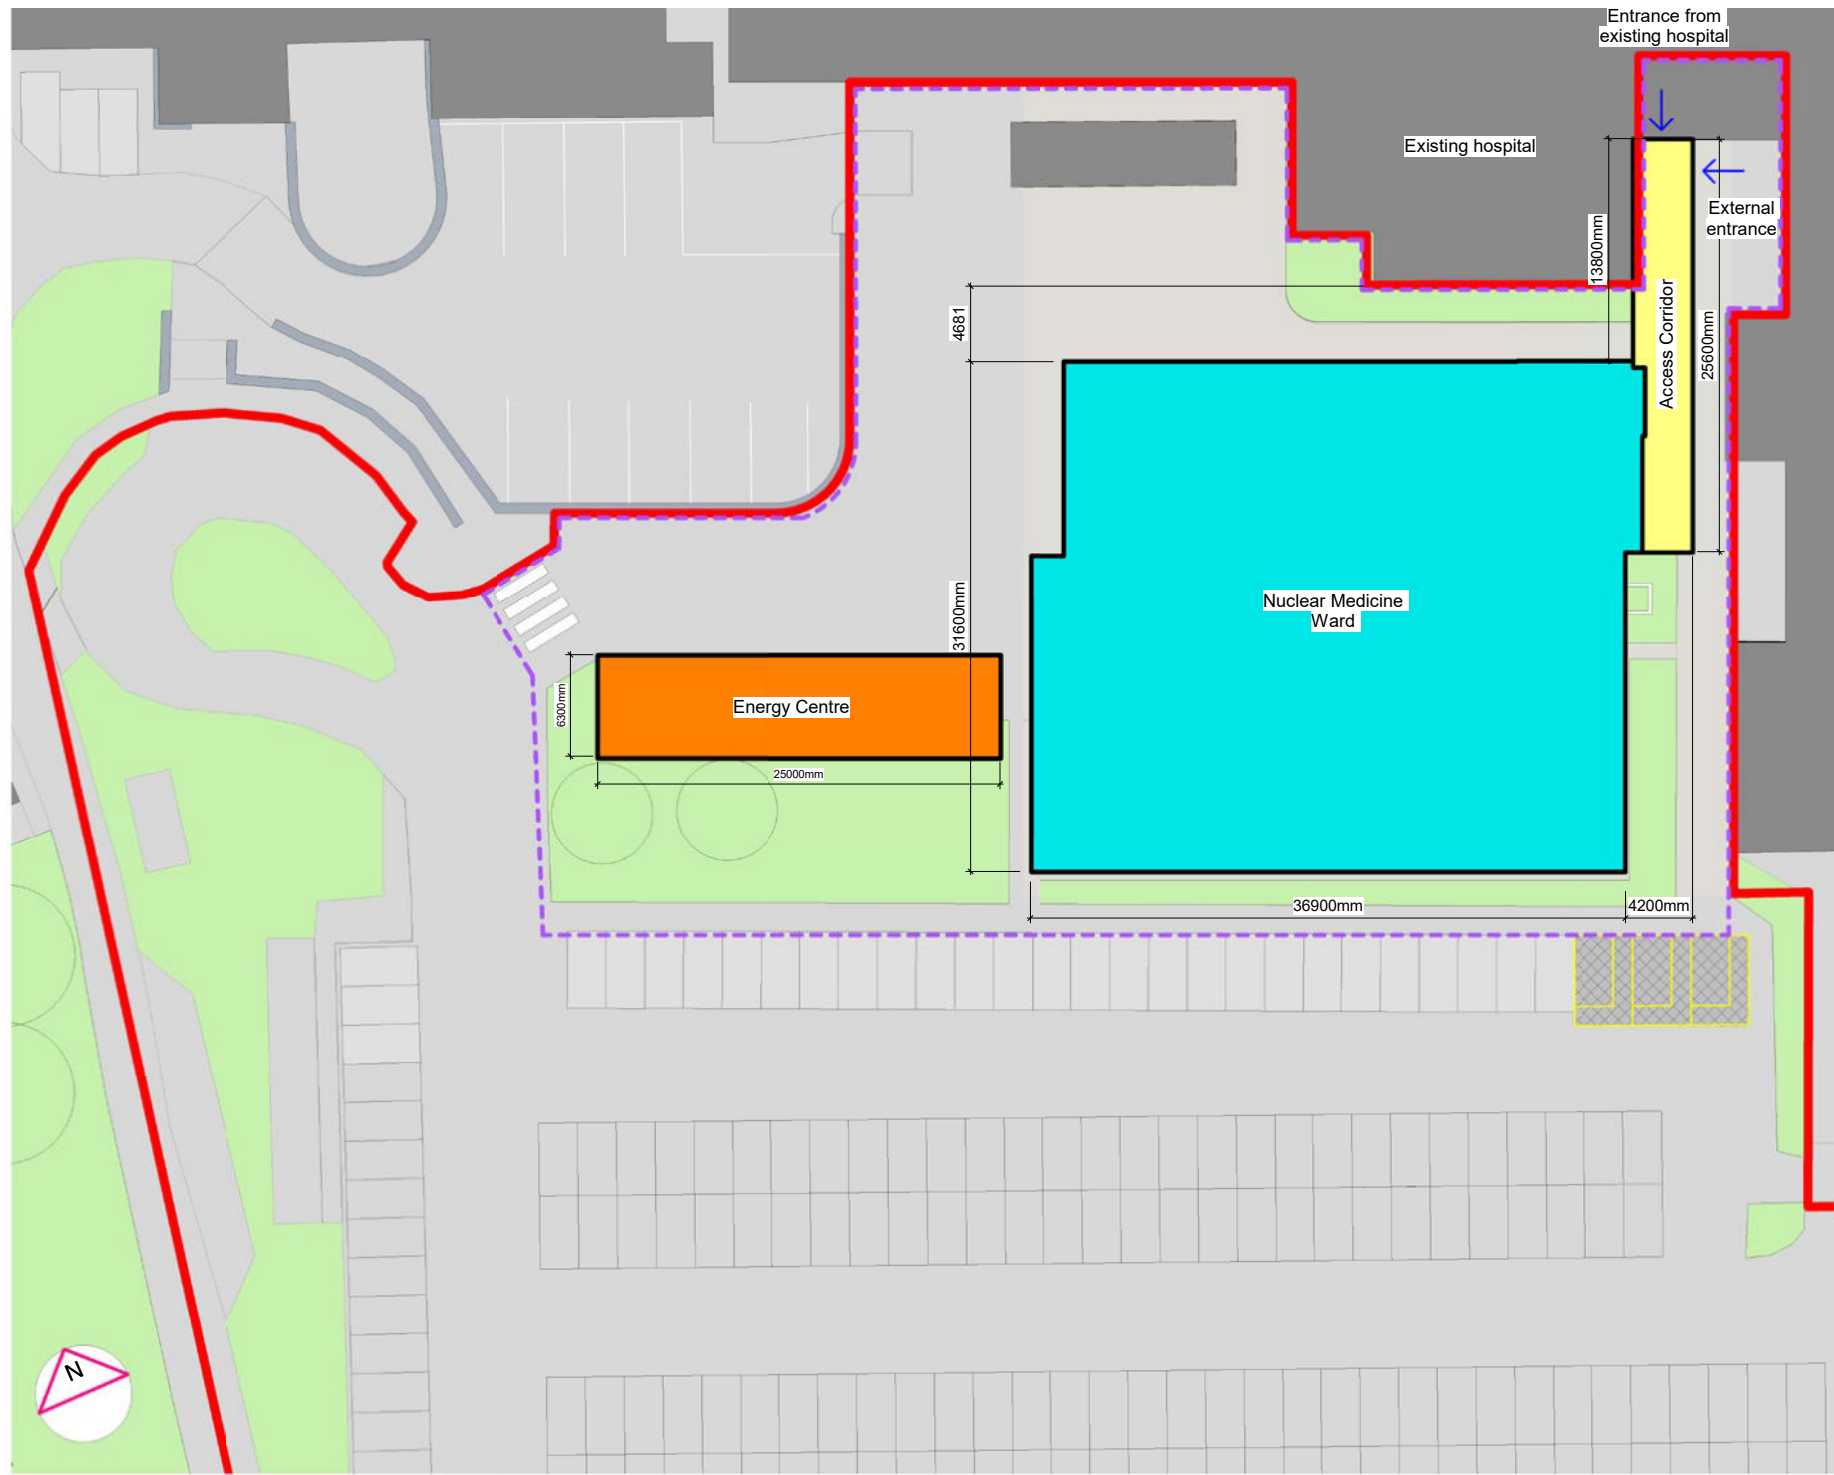 Entrance from
existing hospital
Existing hospital
13800mm
External
entrance
4681
Access Corridor
25600mm
Nuclear Medicine
Ward
31600mm
6300mm
Energy Centre
25000mm
36900mm
4200mm
N